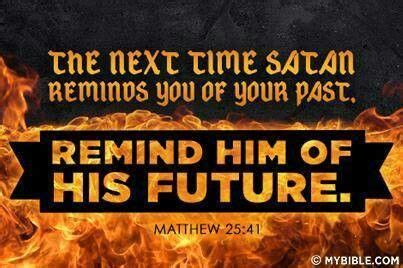 THE NEXT TIME SATAN
REMINDS YOU OF YOUR PAST,
REMIND HIM OF
HIS FUTURE.
MATTHEW 25:41
© MYBIBLE.COM